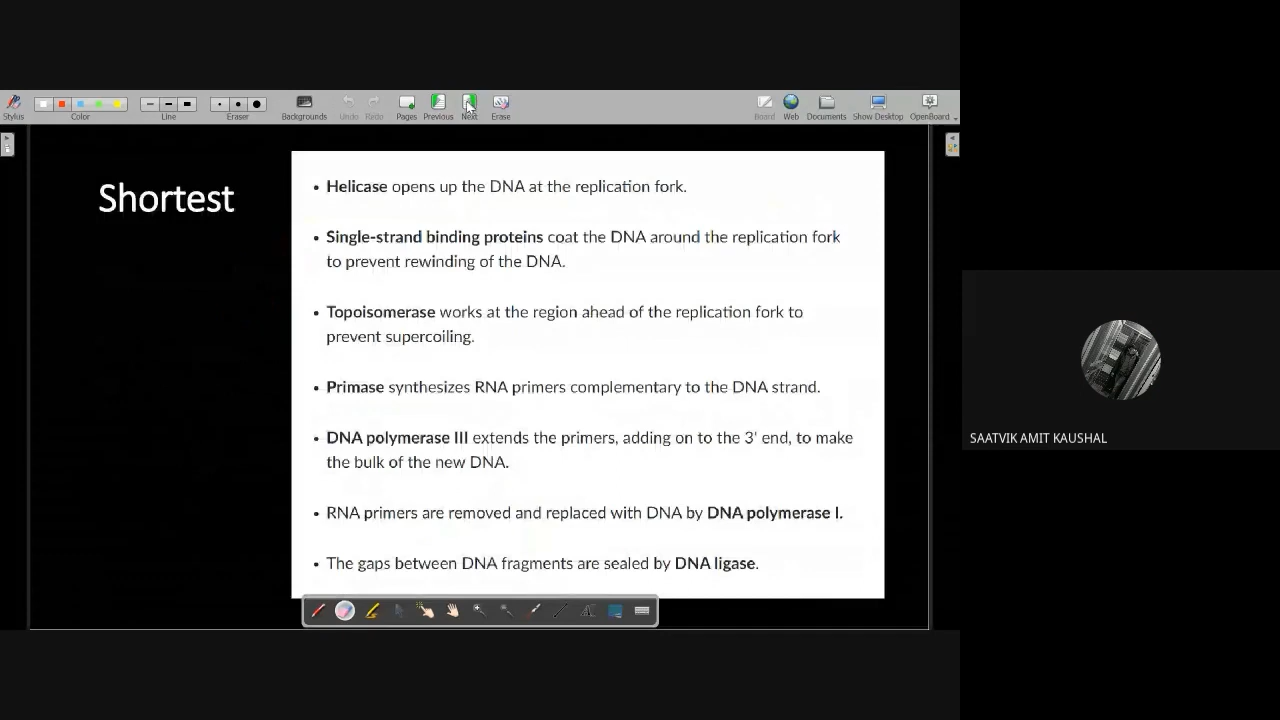 Stylus
Color
Line
Eraser
Backgrounds
Undo
Redo
Pages
Previous
Next
Erase
Board
Web
Documents
Show Desktop
OpenBoard
Shortest
• Helicase opens up the DNA at the replication fork.
• Single-strand binding proteins coat the DNA around the replication fork
to prevent rewinding of the DNA.
• Topoisomerase works at the region ahead of the replication fork to
prevent supercoiling.
• Primase synthesizes RNA primers complementary to the DNA strand.
• DNA polymerase III extends the primers, adding on to the 3' end, to make
the bulk of the new DNA.
• RNA primers are removed and replaced with DNA by DNA polymerase I.
• The gaps between DNA fragments are sealed by DNA ligase.
SAATVIK AMIT KAUSHAL